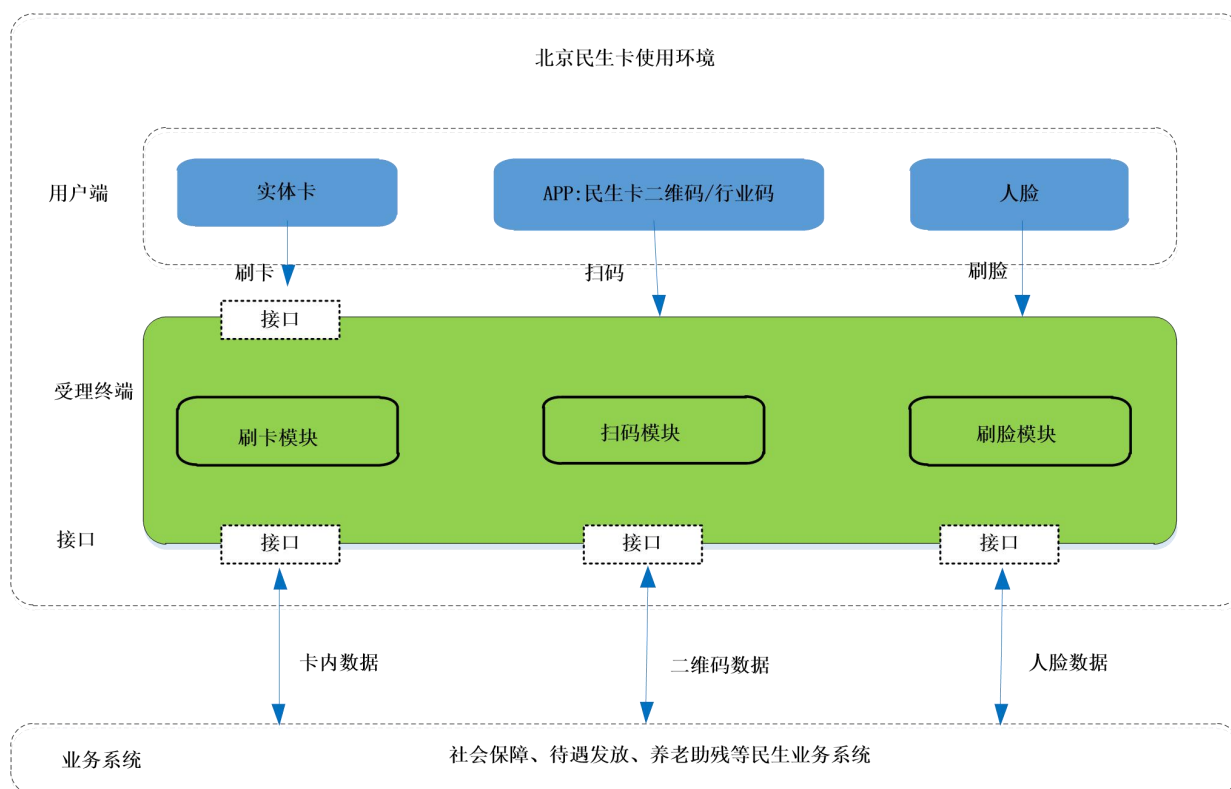 北京民生卡使用环境
用户端
实体卡
APP:民生卡二维码/行业码
人脸
刷卡
扫码
刷脸
接口
受理终端
刷卡模块
扫码模块
刷脸模块
接口
接口
接口
接口
卡内数据
二维码数据
人脸数据
业务系统
社会保障、待遇发放、养老助残等民生业务系统